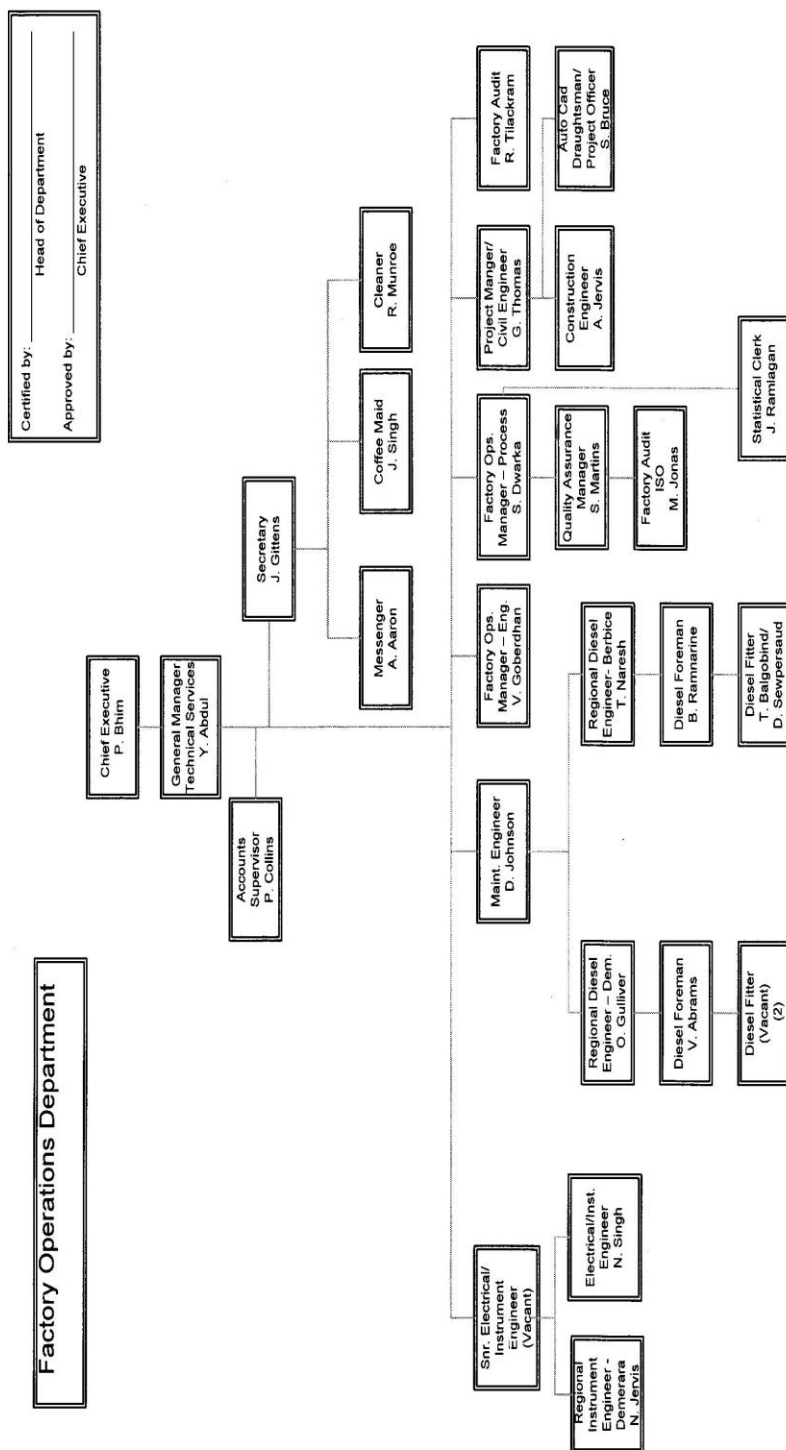 Factory Operations Department
Certified by:
Head of Department
Approved by:
Chief Executive
Chief Executive
P. Bhim
General Manager
Technical Services
Y. Abdul
Accounts
Supervisor
P. Collins
Secretary
J. Gittens
Messenger
A. Aaron
Coffee Maid
J. Singh
Cleaner
R. Munroe
Snr. Electrical/
Instrument
Engineer
(Vacant)
Maint. Engineer
D. Johnson
Factory Ops.
Manager – Eng.
V. Goberdhan
Factory Ops.
Manager – Process
S. Dwarka
Project Manger/
Civil Engineer
G. Thomas
Factory Audit
R. Tilackram
Regional
Instrument
Engineer -
Demerara
N. Jervis
Electrical/Inst.
Engineer
N. Singh
Regional Diesel
Engineer – Dem.
O. Gulliver
Regional Diesel
Engineer- Berbice
T. Naresh
Quality Assurance
Manager
S. Martins
Construction
Engineer
A. Jervis
Auto Cad
Draughtsman/
Project Officer
S. Bruce
Diesel Foreman
V. Abrams
Diesel Foreman
B. Ramnarine
Factory Audit
ISO
M. Jonas
Diesel Fitter
(Vacant)
(2)
Diesel Fitter
T. Balgobind/
D. Sewpersaud
Statistical Clerk
J. Ramlagan